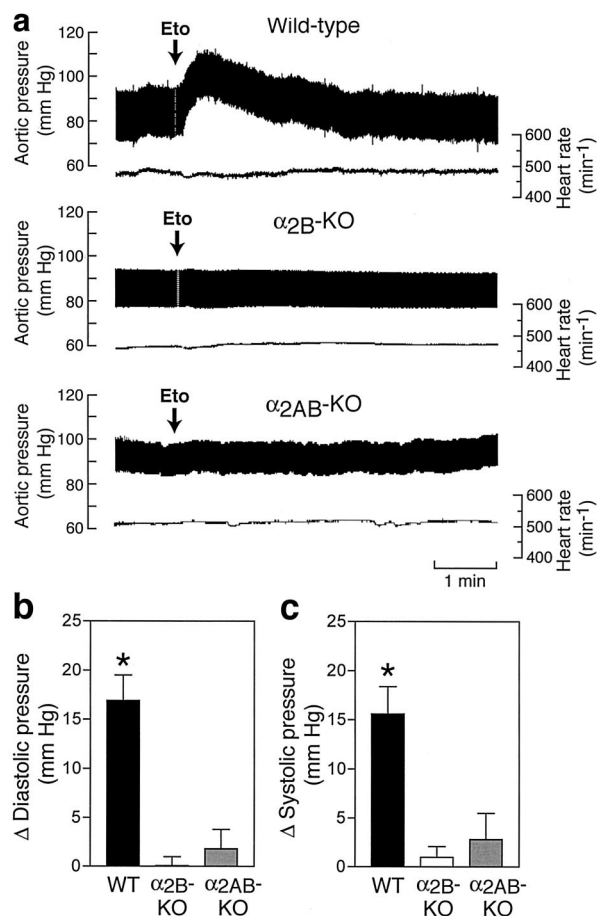 a
Wild-type
Eto
120
100
80
60
Aortic pressure
(mm Hg)
600
500
400
Heart rate
(min-1)
α2B-KO
Eto
120
100
80
60
Aortic pressure
(mm Hg)
600
500
400
Heart rate
(min-1)
α2AB-KO
Eto
120
100
80
60
Aortic pressure
(mm Hg)
600
500
400
Heart rate
(min-1)
1 min
b
25
20
15
10
5
0
Δ Diastolic pressure
(mm Hg)
*
WT
α2B-
KO
α2AB-
KO
c
25
20
15
10
5
0
Δ Systolic pressure
(mm Hg)
*
WT
α2B-
KO
α2AB-
KO